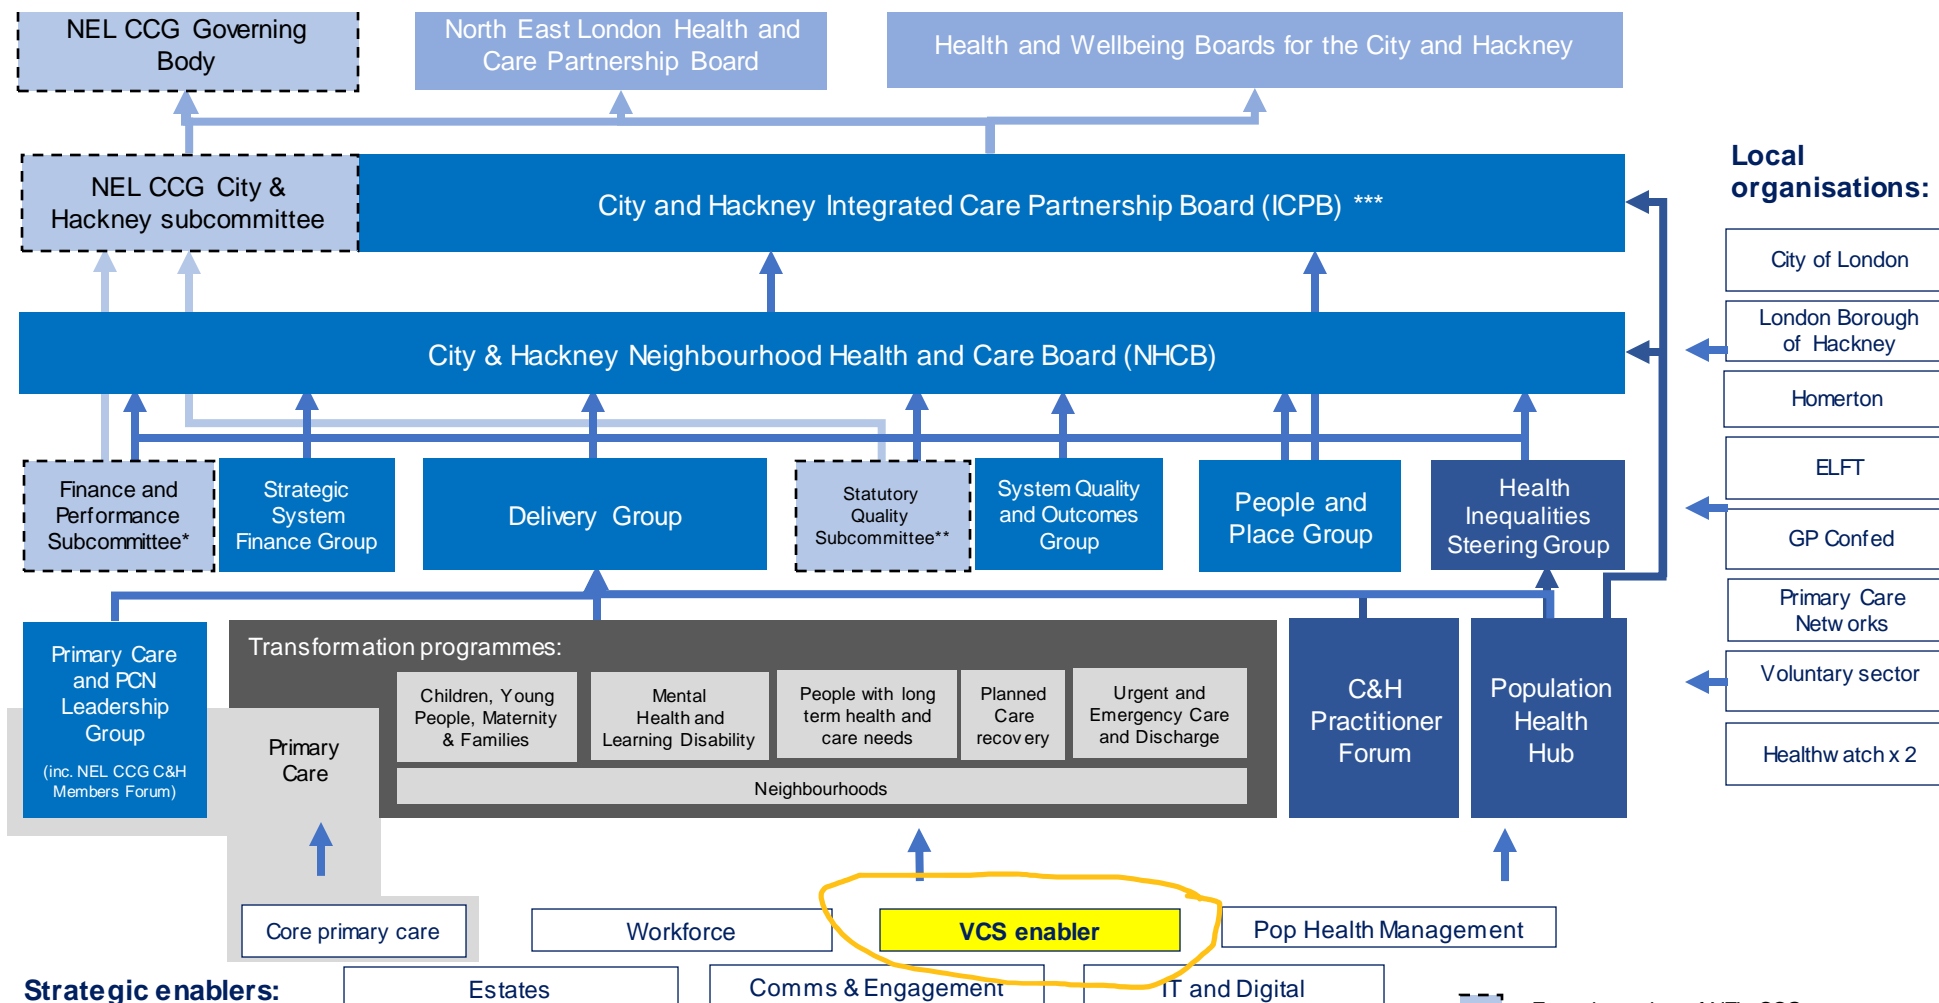 NEL CCG Governing
Body
North East London Health and
Care Partnership Board
Health and Wellbeing Boards for the City and Hackney
NEL CCG City &
Hackney subcommittee
City and Hackney Integrated Care Partnership Board (ICPB) ***
City & Hackney Neighbourhood Health and Care Board (NHCB)
Finance and
Performance
Subcommittee*
Strategic
System
Finance Group
Delivery Group
Statutory
Quality
Subcommittee**
System Quality
and Outcomes
Group
People and
Place Group
Health
Inequalities
Steering Group
Primary Care
and PCN
Leadership
Group
(inc. NEL CCG C&H
Members Forum)
Primary
Care
Transformation programmes:
Children, Young
People, Maternity
& Families
Mental
Health and
Learning Disability
People with long
term health and
care needs
Planned
Care
recovery
Urgent and
Emergency Care
and Discharge
Neighbourhoods
C&H
Practitioner
Forum
Population
Health
Hub
Core primary care
Workforce
VCS enabler
Pop Health Management
Strategic enablers:
Estates
Comms & Engagement
IT and Digital
Local
organisations:
City of London
London Borough
of Hackney
Homerton
ELFT
GP Confed
Primary Care
Networks
Voluntary sector
Healthwatch x 2